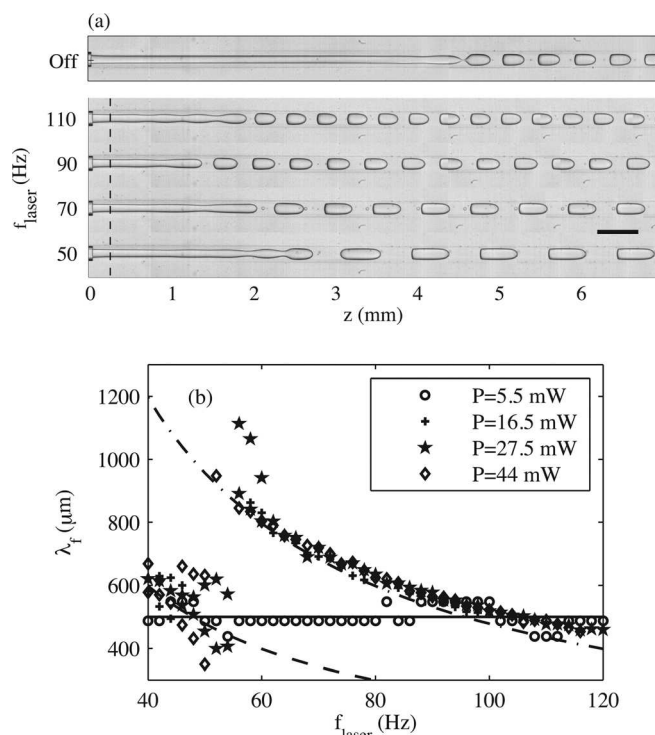 (a)
Off
110
90
70
50
f_laser (Hz)
0 1 2 3 4 5 6
z (mm)
(b)
P=5.5 mW
P=16.5 mW
P=27.5 mW
P=44 mW
1200
1000
800
600
400
λ_f (μm)
40 60 80 100 120
f_laser (Hz)